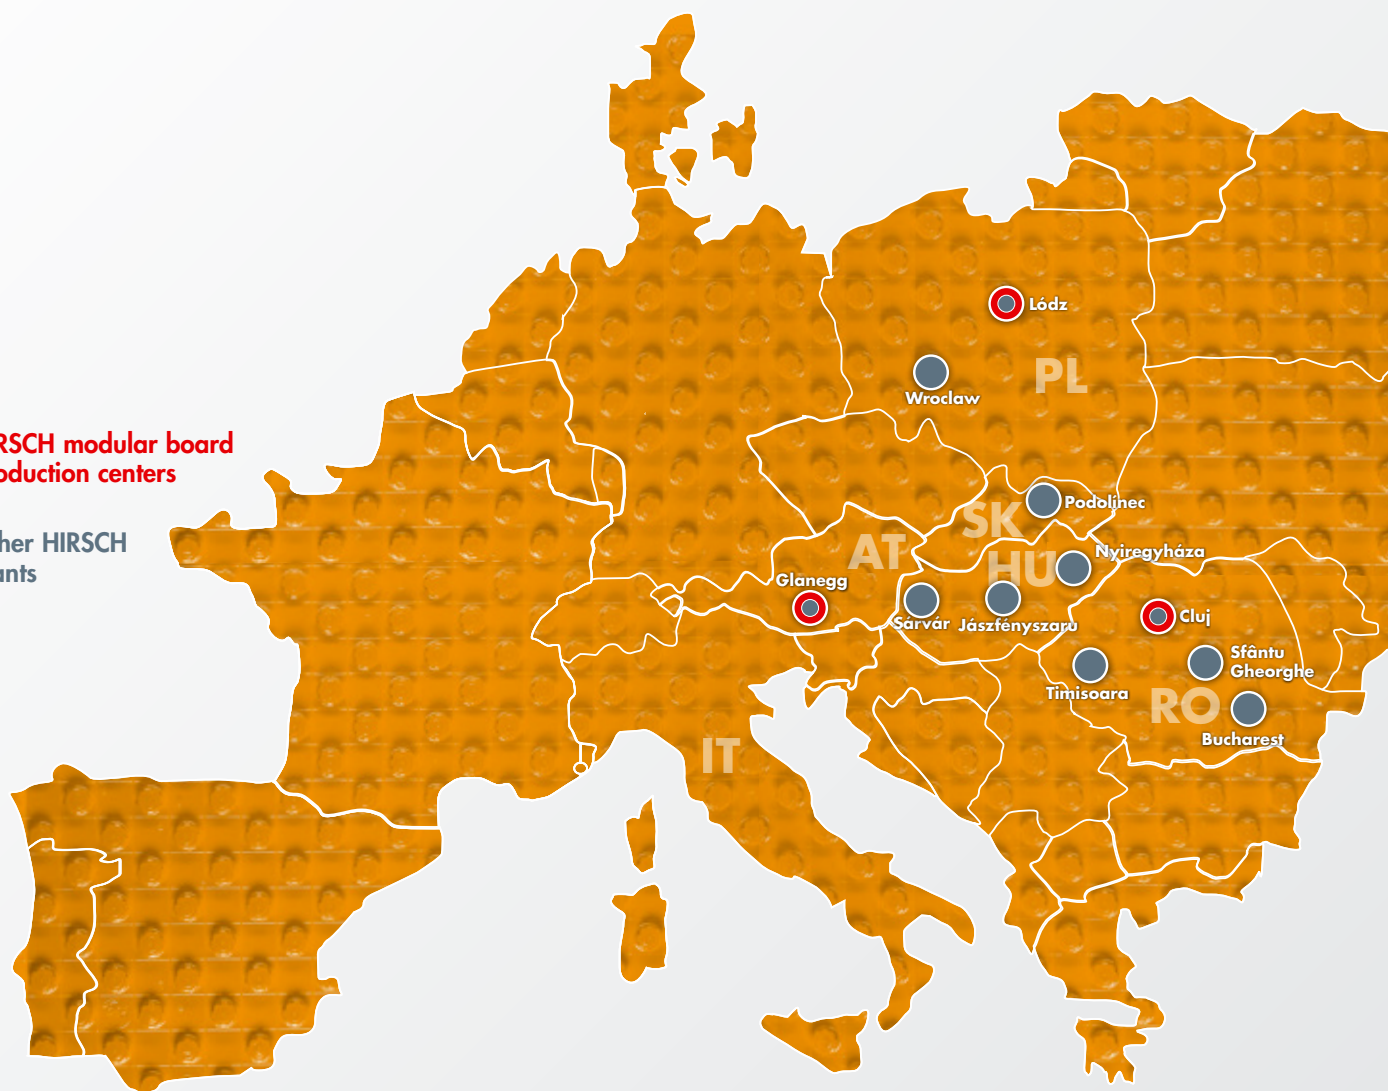 Lódz
PL
Wroclaw
RSCH modular board
oduction centers
SK
Podolínec
her HIRSCH
ants
AT
HU
Nyiregyháza
Glanegg
Sárvár
Jászfényszaru
Cluj
Sfântu
Gheorghe
Timisoara
RO
Bucharest
IT